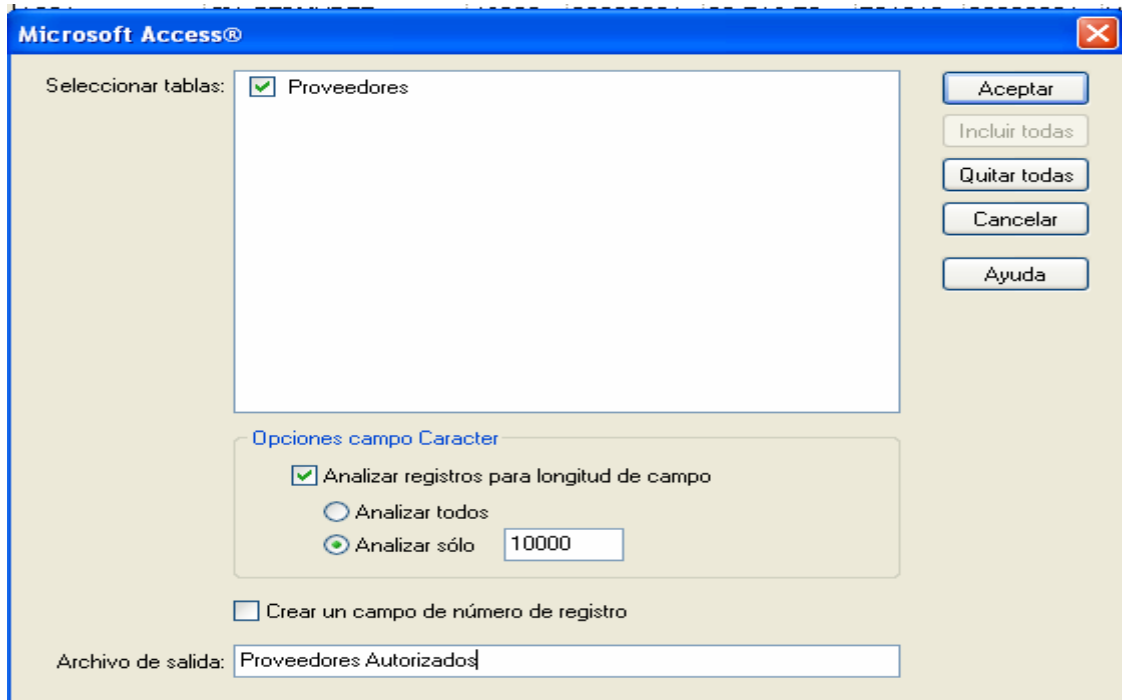 Microsoft Access®
Seleccionar tablas:
Proveedores
Aceptar
Incluir todas
Quitar todas
Cancelar
Ayuda
Opciones campo Caracter
Analizar registros para longitud de campo
Analizar todos
Analizar sólo 10000
Crear un campo de número de registro
Archivo de salida: Proveedores Autorizados